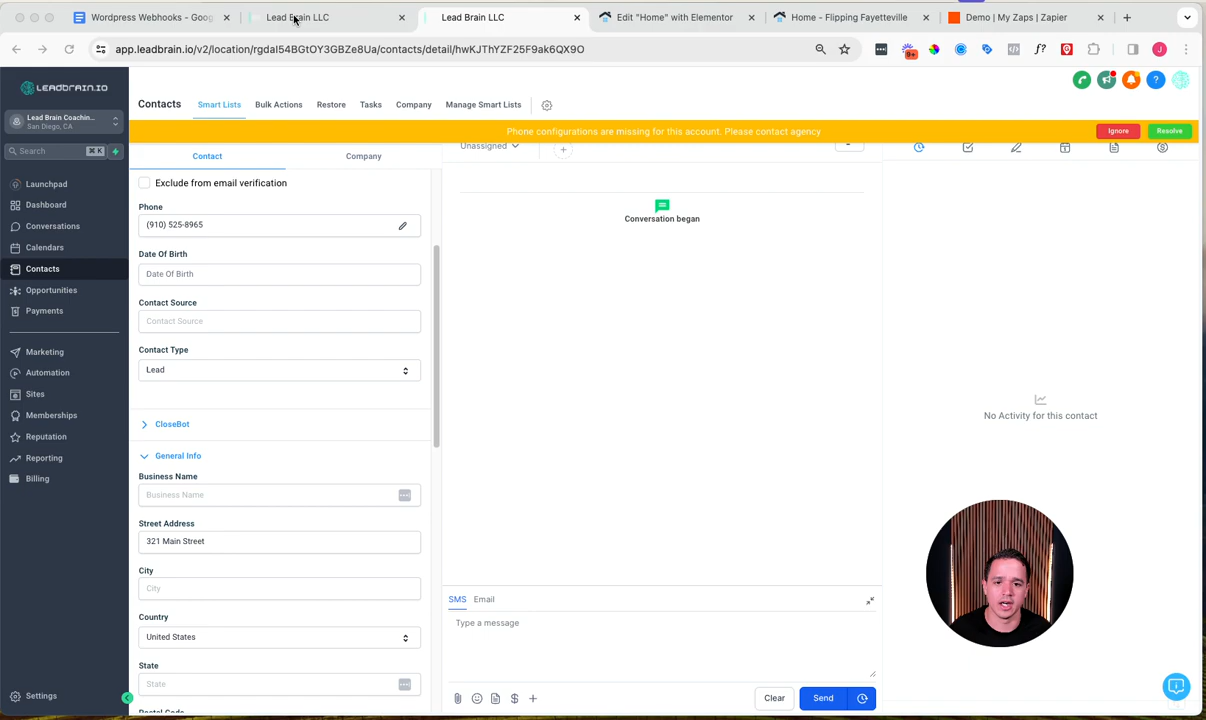 Wordpress Webhooks - Goog
Lead Brain LLC
Lead Brain LLC
Edit "Home" with Elementor
Home - Flipping Fayetteville
Demo | My Zaps | Zapier
app.leadbrain.io/v2/location/rgdal54BGtOY3GBZe8Ua/contacts/detail/hwKJThYZF25F9ak6QX9O
9+
f?
J
LEADBRAIN.IO
Lead Brain Coachin...
San Diego, CA
Search
⌘ K
Launchpad
Dashboard
Conversations
Calendars
Contacts
Opportunities
Payments
Marketing
Automation
Sites
Memberships
Reputation
Reporting
Billing
Settings
Contacts
Smart Lists
Bulk Actions
Restore
Tasks
Company
Manage Smart Lists
Phone configurations are missing for this account. Please contact agency
Ignore
Resolve
Contact
Company
Exclude from email verification
Phone
(910) 525-8965
Date Of Birth
Date Of Birth
Contact Source
Contact Source
Contact Type
Lead
CloseBot
General Info
Business Name
Business Name
Street Address
321 Main Street
City
City
Country
United States
State
State
Postal Code
Unassigned
Conversation began
SMS
Email
Type a message
Clear
Send
No Activity for this contact